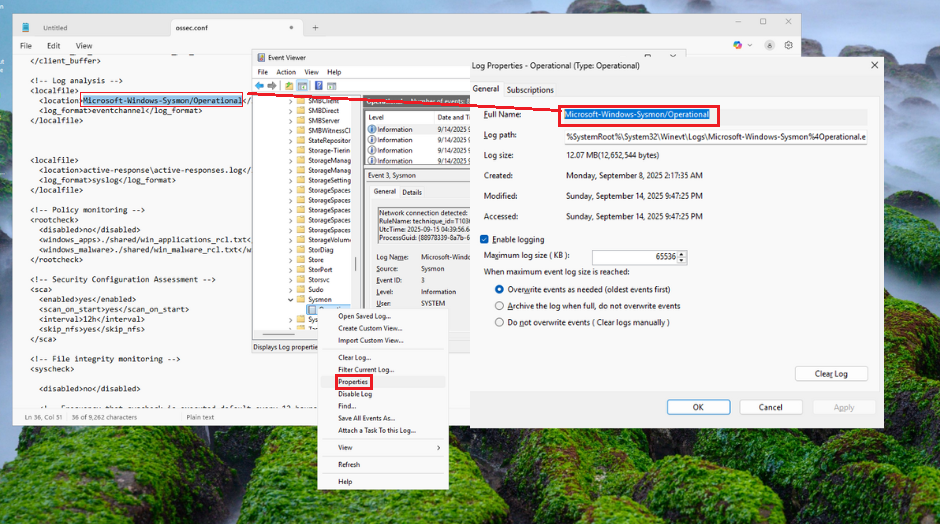 Untitled
ossec.conf
File Edit View
</client_buffer>
<!-- Log analysis -->
<localfile>
<location>Microsoft-Windows-Sysmon/Operational</
<log_format>eventchannel</log_format>
</localfile>
<localfile>
<location>active-response\active-responses.log</
<log_format>syslog</log_format>
</localfile>
<!-- Policy monitoring -->
<rootcheck>
<disabled>no</disabled>
<windows_apps>./shared/win_applications_rcl.txt<
<windows_malware>./shared/win_malware_rcl.txt</
</rootcheck>
<!-- Security Configuration Assessment -->
<sca>
<enabled>yes</enabled>
<scan_on_start>yes</scan_on_start>
<interval>12h</interval>
<skip_nfs>yes</skip_nfs>
</sca>
<!-- File integrity monitoring -->
<syscheck>
<disabled>no</disabled>
Ln 36, Col 51
36 of 9,262 characters
Plain text
Event Viewer
File Action View Help
SMBClient
SMBDirect
SMBServer
SMBWitnessCl
StateRepositor
Storage-Tierin
StorageManag
StorageManag
StorageSetting
StorageSpaces
StorageSpaces
StorageSpaces
StorageSpaces
StorageSpaces
StorageVolum
StorDiag
Store
StorPort
Storsvc
Sudo
Sysmon
Displays Log propertie
Operational Number of events:
Level Date and Ti
Information 9/14/2025 9
Information 9/14/2025 9
Information 9/14/2025 9
Information 9/14/2025 9
Event 3, Sysmon
General Details
Network connection detected:
RuleName: technique_id=T1036
UtcTime: 2025-09-15 04:39:56.6
ProcessGuid: {88978339-8a7b-6
Log Name: Microsoft-Windo
Source: Sysmon
Event ID: 3
Level: Information
User: SYSTEM
Open Saved Log...
Create Custom View...
Import Custom View...
Clear Log...
Filter Current Log...
Properties
Disable Log
Find...
Save All Events As...
Attach a Task To this Log...
View
Refresh
Help
Log Properties - Operational (Type: Operational)
General Subscriptions
Full Name: Microsoft-Windows-Sysmon/Operational
Log path: %SystemRoot%\System32\Winevt\Logs\Microsoft-Windows-Sysmon%4Operational.e
Log size: 12.07 MB(12,652,544 bytes)
Created: Monday, September 8, 2025 2:17:35 AM
Modified: Sunday, September 14, 2025 9:47:25 PM
Accessed: Sunday, September 14, 2025 9:47:25 PM
Enable logging
Maximum log size ( KB ): 65536
When maximum event log size is reached:
Overwrite events as needed (oldest events first)
Archive the log when full, do not overwrite events
Do not overwrite events ( Clear logs manually )
Clear Log
OK Cancel Apply